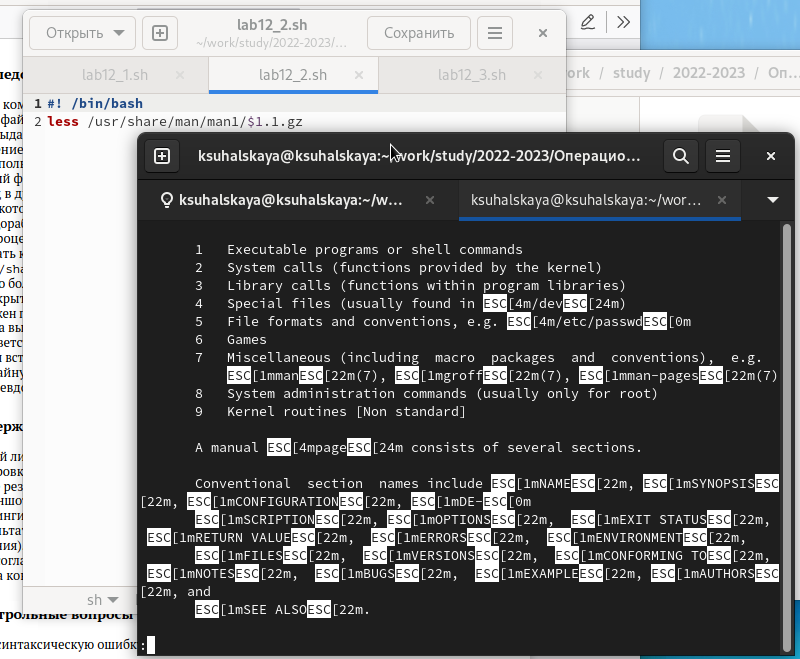 Открыть
lab12_2.sh
~/work/study/2022-2023/...
Сохранить
lab12_1.sh
lab12_2.sh
lab12_3.sh
ork / study / 2022-2023 / Оп...
1 #! /bin/bash
2 less /usr/share/man/man1/$1.1.gz
ksuhalskaya@ksuhalskaya:~/work/study/2022-2023/Операцио...
ksuhalskaya@ksuhalskaya:~/w...
ksuhalskaya@ksuhalskaya:~/wor...
1 Executable programs or shell commands
2 System calls (functions provided by the kernel)
3 Library calls (functions within program libraries)
4 Special files (usually found in ESC[4m/devESC[24m)
5 File formats and conventions, e.g. ESC[4m/etc/passwdESC[0m
6 Games
7 Miscellaneous (including macro packages and conventions), e.g.
ESC[1mmanESC[22m(7), ESC[1mgroffESC[22m(7), ESC[1mman-pagesESC[22m(7)
8 System administration commands (usually only for root)
9 Kernel routines [Non standard]
A manual ESC[4mpageESC[24m consists of several sections.
Conventional section names include ESC[1mNAMEESC[22m, ESC[1mSYNOPSISESC
[22m, ESC[1mCONFIGURATIONESC[22m, ESC[1mDE-ESC[0m
ESC[1mSCRIPTIONESC[22m, ESC[1mOPTIONSESC[22m, ESC[1mEXIT STATUSESC[22m,
ESC[1mRETURN VALUEESC[22m, ESC[1mERRORSESC[22m, ESC[1mENVIRONMENTESC[22m,
ESC[1mFILESESC[22m, ESC[1mVERSIONSESC[22m, ESC[1mCONFORMING TOESC[22m,
ESC[1mNOTESESC[22m, ESC[1mBUGSESC[22m, ESC[1mEXAMPLEESC[22m, ESC[1mAUTHORSESC
[22m, and
ESC[1mSEE ALSOESC[22m.
:
sh
трольные вопросы
синтаксическую ошибк